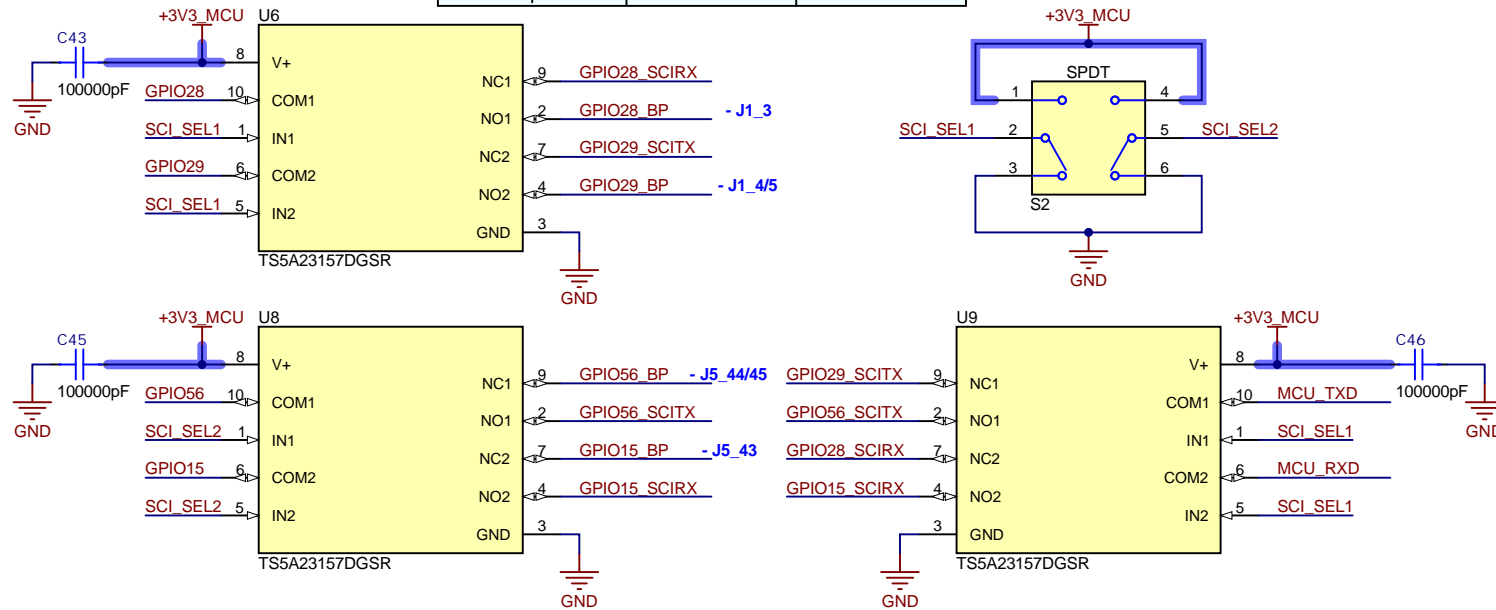 +3V3_MCU
U6
C43
8
V+
100000pF
GND
GPIO28
10
COM1
SCI_SEL1
1
IN1
GPIO29
6
COM2
SCI_SEL1
5
IN2
NC1
9
GPIO28_SCIRX
NO1
2
GPIO28_BP
- J1_3
NC2
7
GPIO29_SCITX
NO2
4
GPIO29_BP
- J1_4/5
GND
3
GND
TS5A23157DGSR
+3V3_MCU
SPDT
1
4
SCI_SEL1
2
5
SCI_SEL2
3
6
S2
GND
+3V3_MCU
U8
C45
8
V+
100000pF
GND
GPIO56
10
COM1
SCI_SEL2
1
IN1
GPIO15
6
COM2
SCI_SEL2
5
IN2
NC1
9
GPIO56_BP
- J5_44/45
NO1
2
GPIO56_SCITX
NC2
7
GPIO15_BP
- J5_43
NO2
4
GPIO15_SCIRX
GND
3
GND
TS5A23157DGSR
U9
+3V3_MCU
C46
V+
8
100000pF
GND
GPIO29_SCITX
9
NC1
COM1
10
MCU_TXD
GPIO56_SCITX
2
NO1
IN1
1
SCI_SEL1
GPIO28_SCIRX
7
NC2
COM2
6
MCU_RXD
GPIO15_SCIRX
4
NO2
IN2
5
SCI_SEL1
3
GND
GND
TS5A23157DGSR